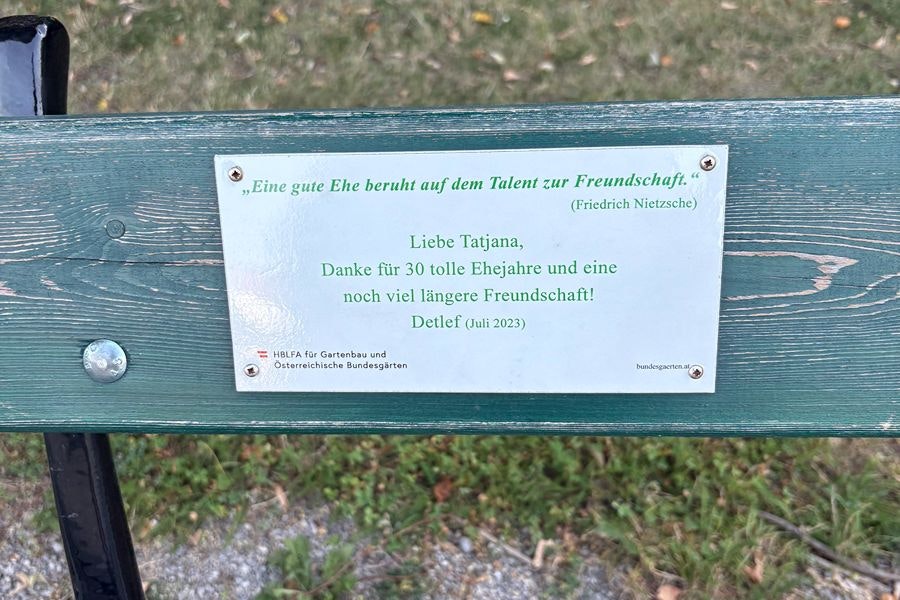 „Eine gute Ehe beruht auf dem Talent zur Freundschaft.“
(Friedrich Nietzsche)
Liebe Tatjana,
Danke für 30 tolle Ehejahre und eine
noch viel längere Freundschaft!
Detlef (Juli 2023)
HBLFA für Gartenbau und
Österreichische Bundesgärten
bundesgaerten.at